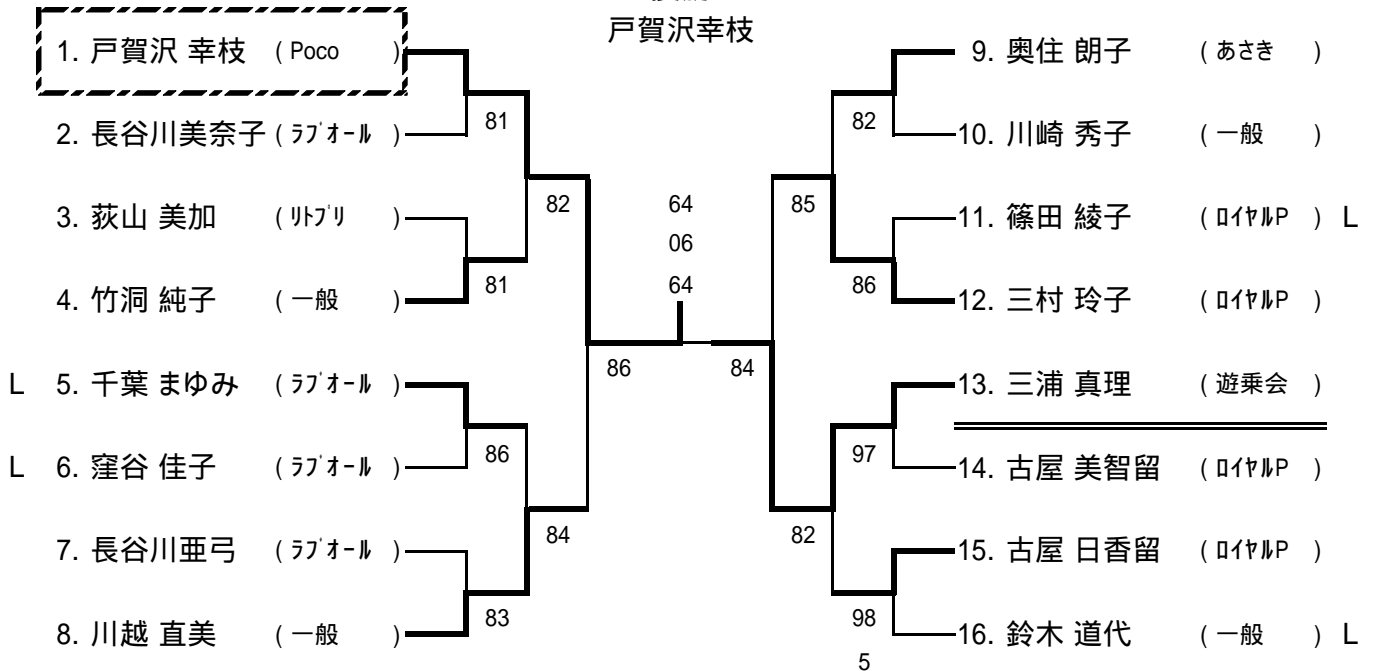 戸賀沢幸枝
1. 戸賀沢 幸枝 ( Poco )
2. 長谷川美奈子 ( ﾗﾌﾞｵｰﾙ )
3. 荻山 美加 ( ﾘﾄﾌﾟﾘ )
4. 竹洞 純子 ( 一般 )
L 5. 千葉 まゆみ ( ﾗﾌﾞｵｰﾙ )
L 6. 窪谷 佳子 ( ﾗﾌﾞｵｰﾙ )
7. 長谷川亜弓 ( ﾗﾌﾞｵｰﾙ )
8. 川越 直美 ( 一般 )
81
81
86
83
82
84
86
64
06
64
84
85
82
82
86
97
98
5
9. 奥住 朗子 ( あさき )
10. 川崎 秀子 ( 一般 )
11. 篠田 綾子 ( ﾛｲﾔﾙP ) L
12. 三村 玲子 ( ﾛｲﾔﾙP )
13. 三浦 真理 ( 遊乗会 )
14. 古屋 美智留 ( ﾛｲﾔﾙP )
15. 古屋 日香留 ( ﾛｲﾔﾙP )
16. 鈴木 道代 ( 一般 ) L